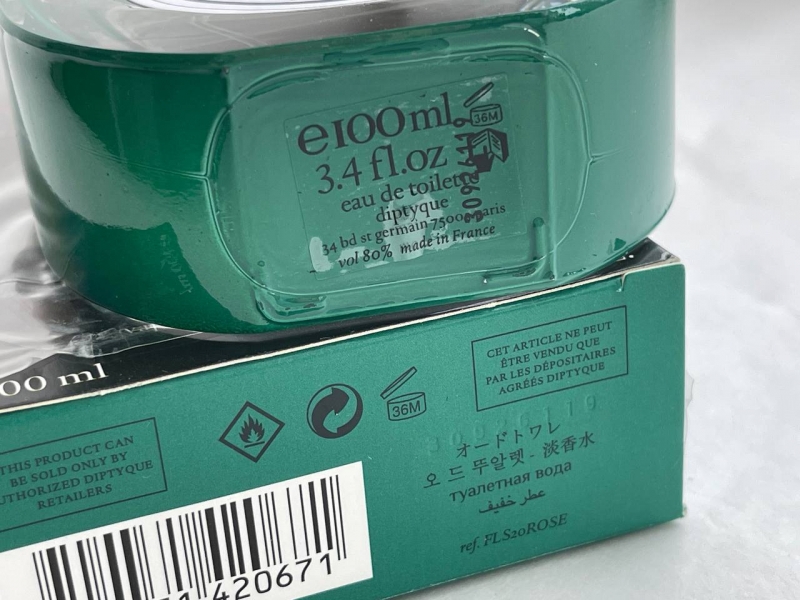 e100ml
36M
3.4 fl.oz
eau de toilette
diptyque
34 bd st germain 75005 paris
vol 80% made in France
00 ml
THIS PRODUCT CAN
BE SOLD ONLY BY
AUTHORIZED DIPTYQUE
RETAILERS
36M
CET ARTICLE NE PEUT
ÊTRE VENDU QUE
PAR LES DÉPOSITAIRES
AGRÉÉS DIPTYQUE
オードトワレ
오 드 뚜알렛 - 淡香水
туалетная вода
عطر خفيف
ref. FLS20ROSE
420671